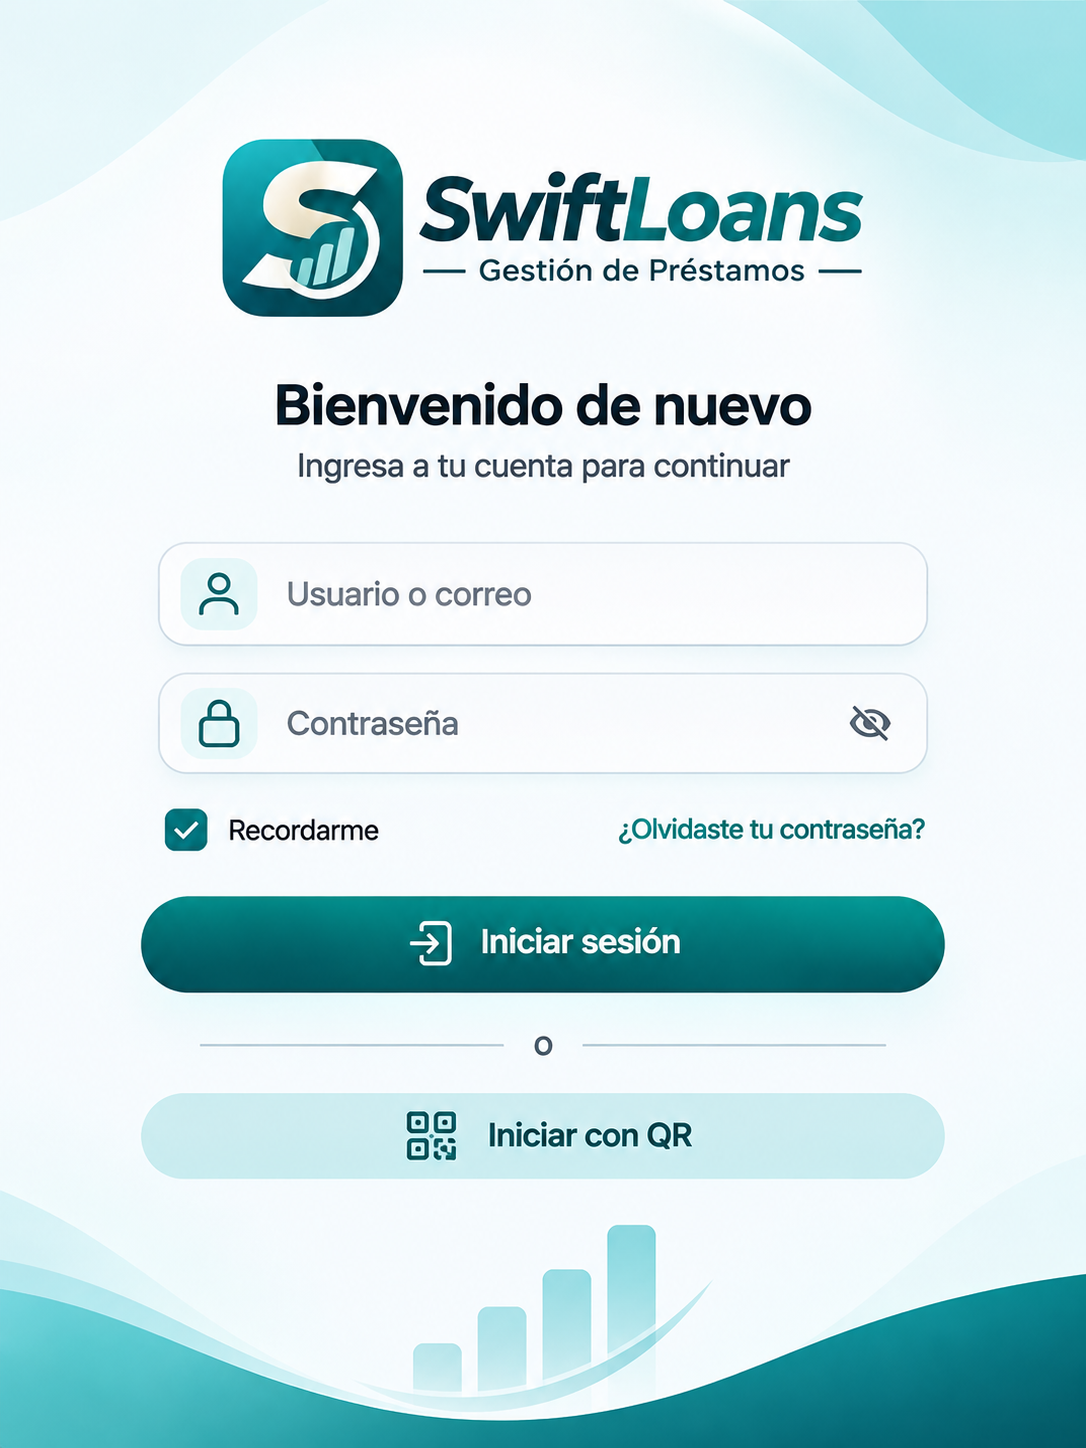 SwiftLoans
Gestión de Préstamos
Bienvenido de nuevo
Ingresa a tu cuenta para continuar
Usuario o correo
Contraseña
Recordarme
¿Olvidaste tu contraseña?
Iniciar sesión
O
Iniciar con QR